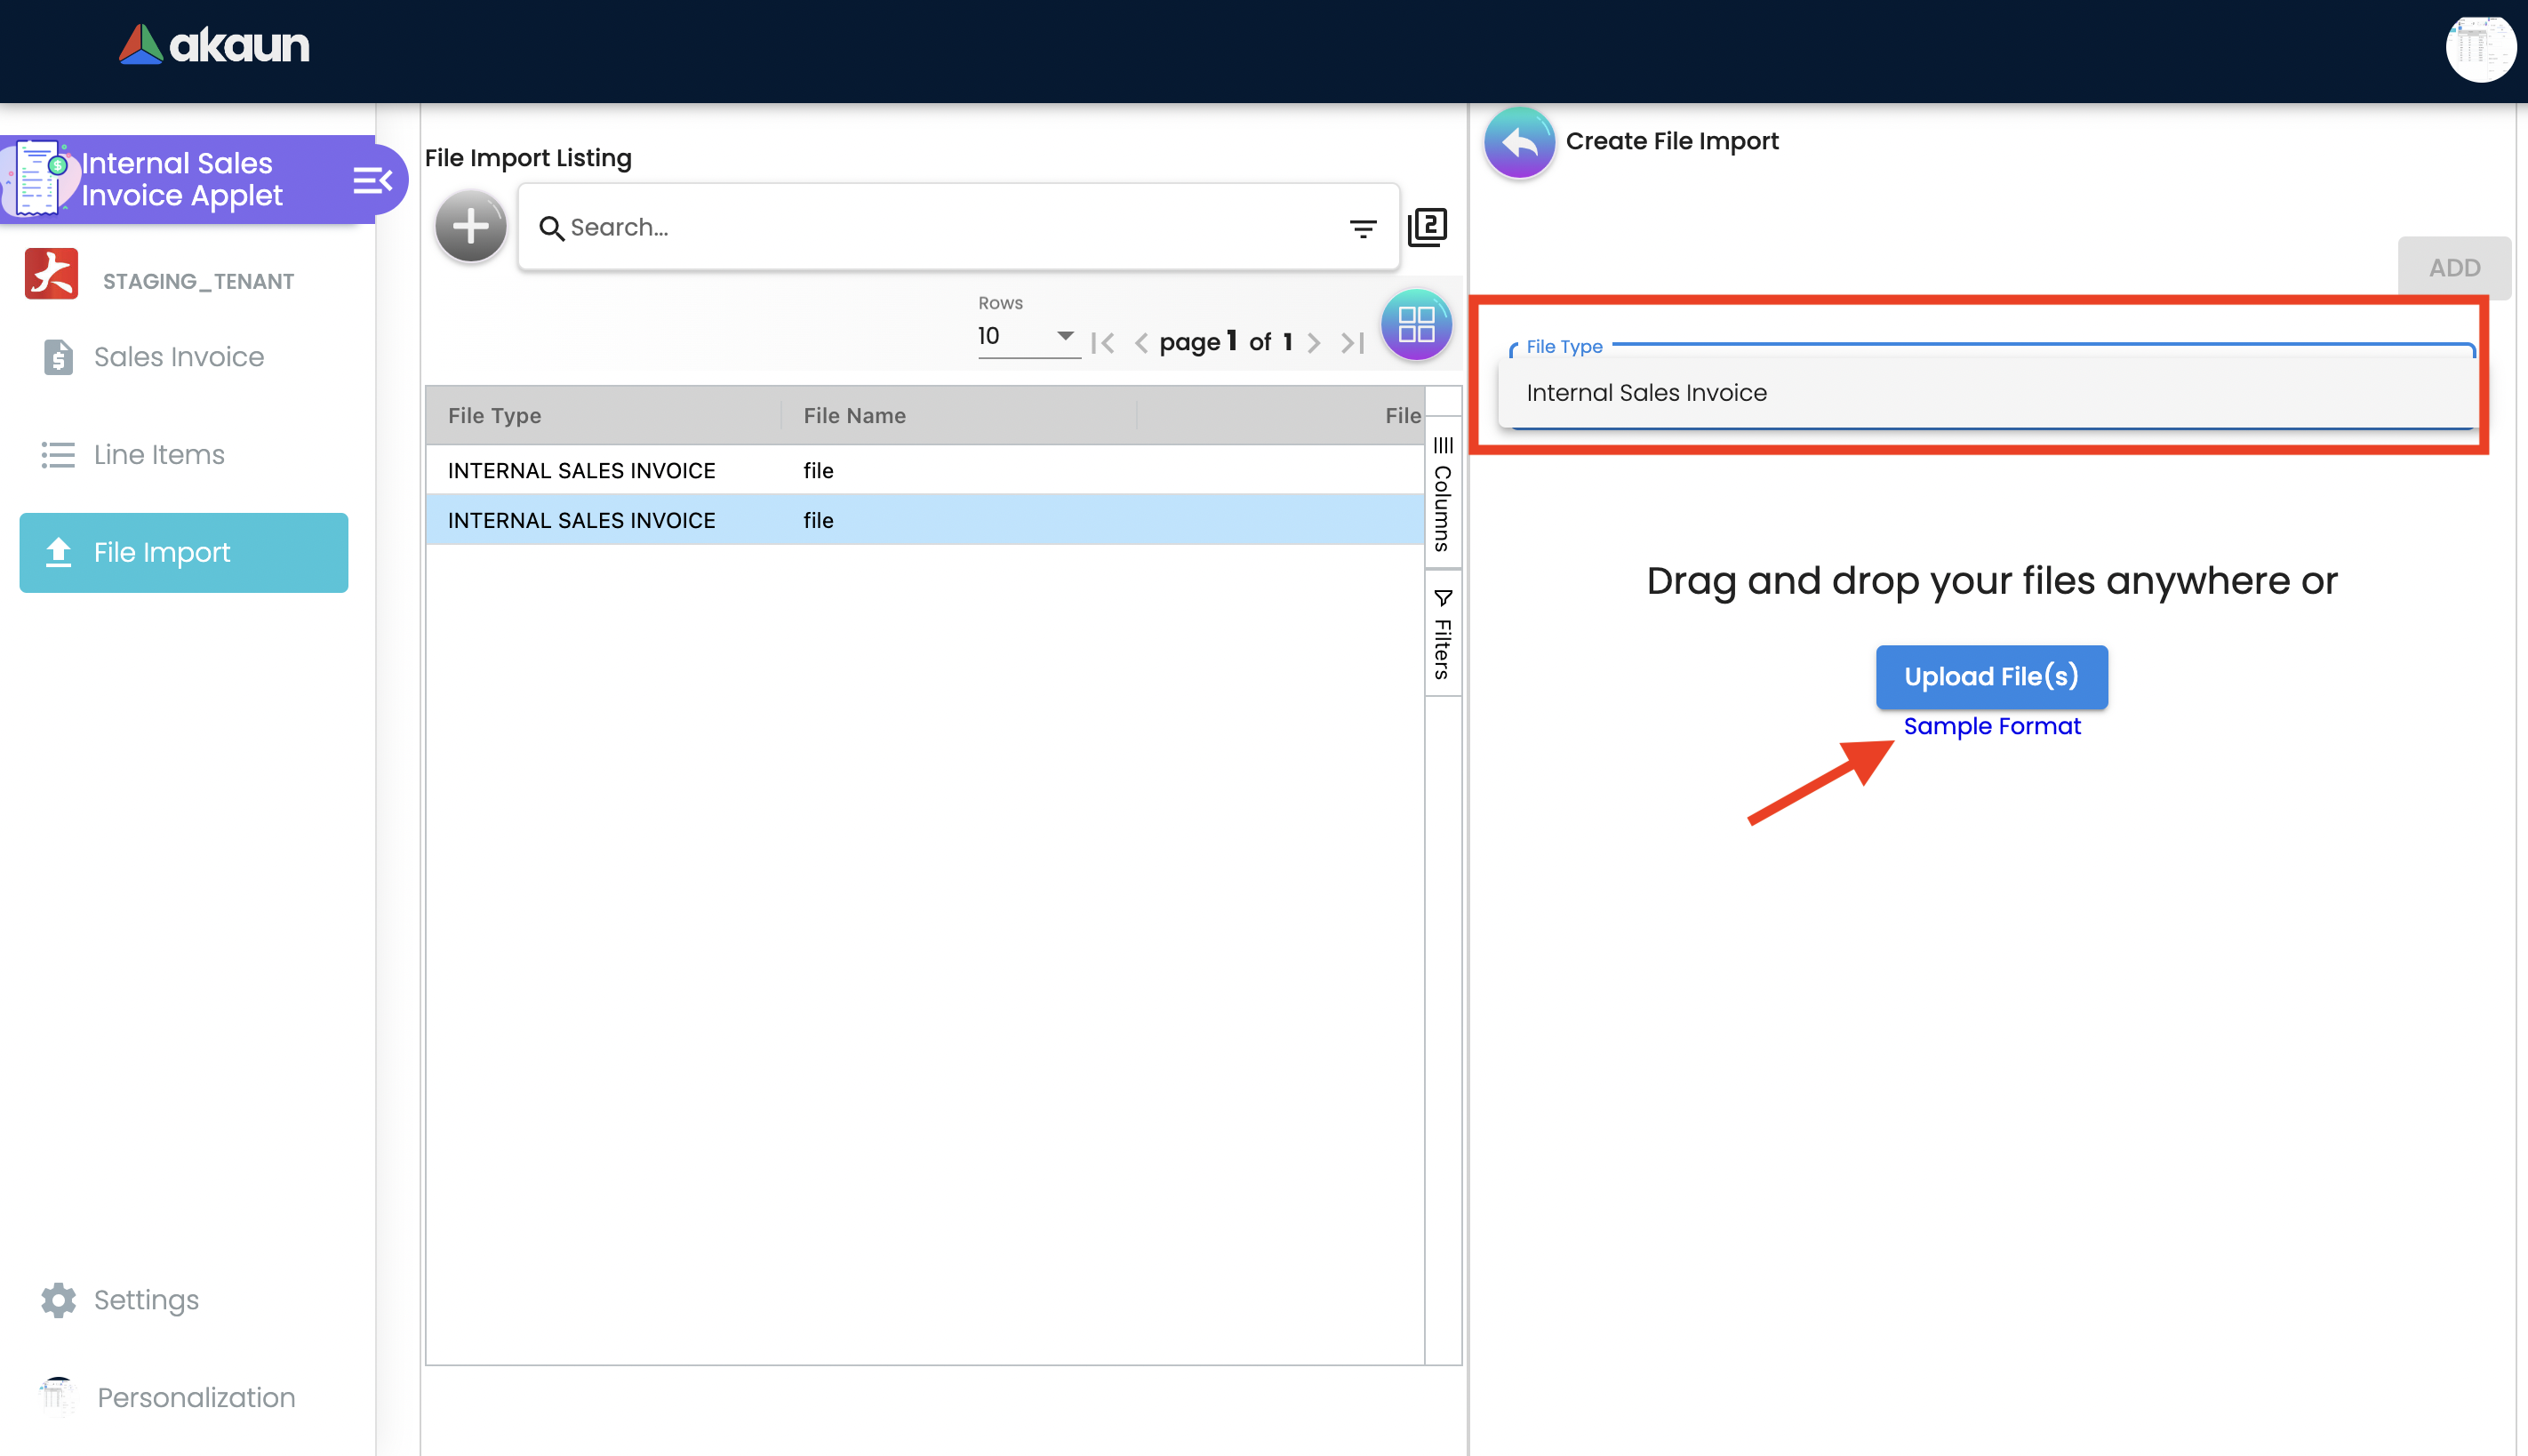 akaun
Internal Sales
Invoice Applet
STAGING_TENANT
Sales Invoice
Line Items
File Import
Settings
Personalization
File Import Listing
Search...
2
Rows
10
page 1 of 1
File Type File Name File
INTERNAL SALES INVOICE file
INTERNAL SALES INVOICE file
Columns
Filters
Create File Import
ADD
File Type
Internal Sales Invoice
Drag and drop your files anywhere or
Upload File(s)
Sample Format